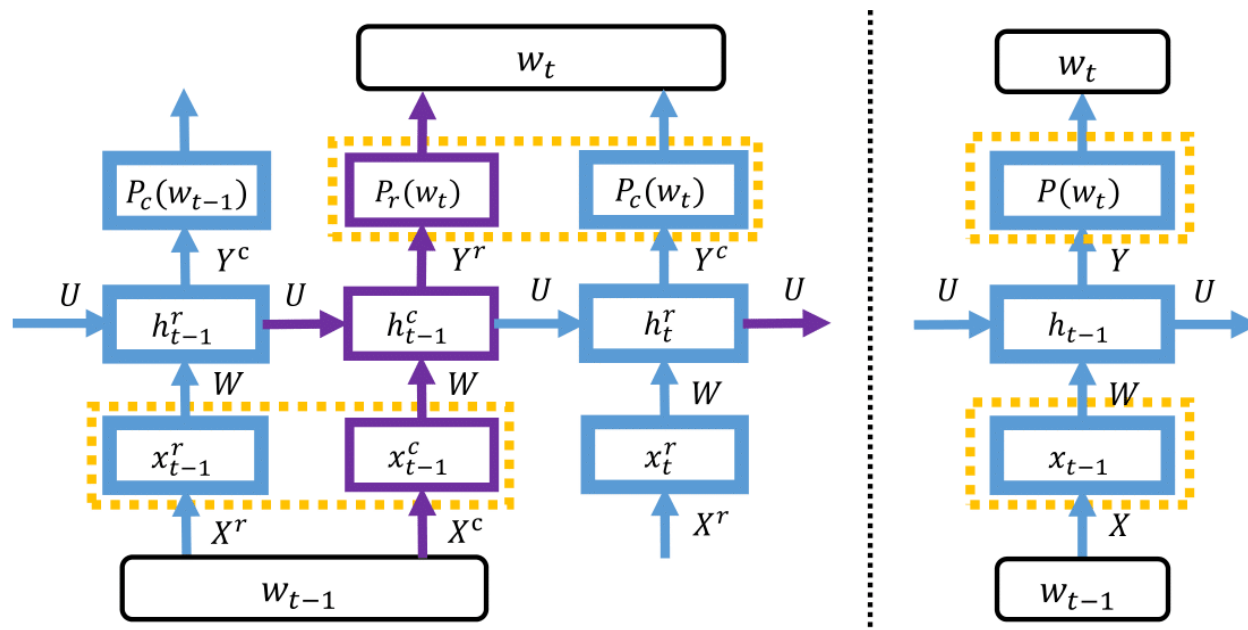 w_t w_t
P_c(w_{t-1}) P_r(w_t) P_c(w_t) P(w_t)
Y^c Y^r Y^c Y
U U U U U U
h^r_{t-1} h^c_{t-1} h^r_t h_{t-1}
W W W W
x^r_{t-1} x^c_{t-1} x^r_t x_{t-1}
X^r X^c X^r X
w_{t-1} w_{t-1}